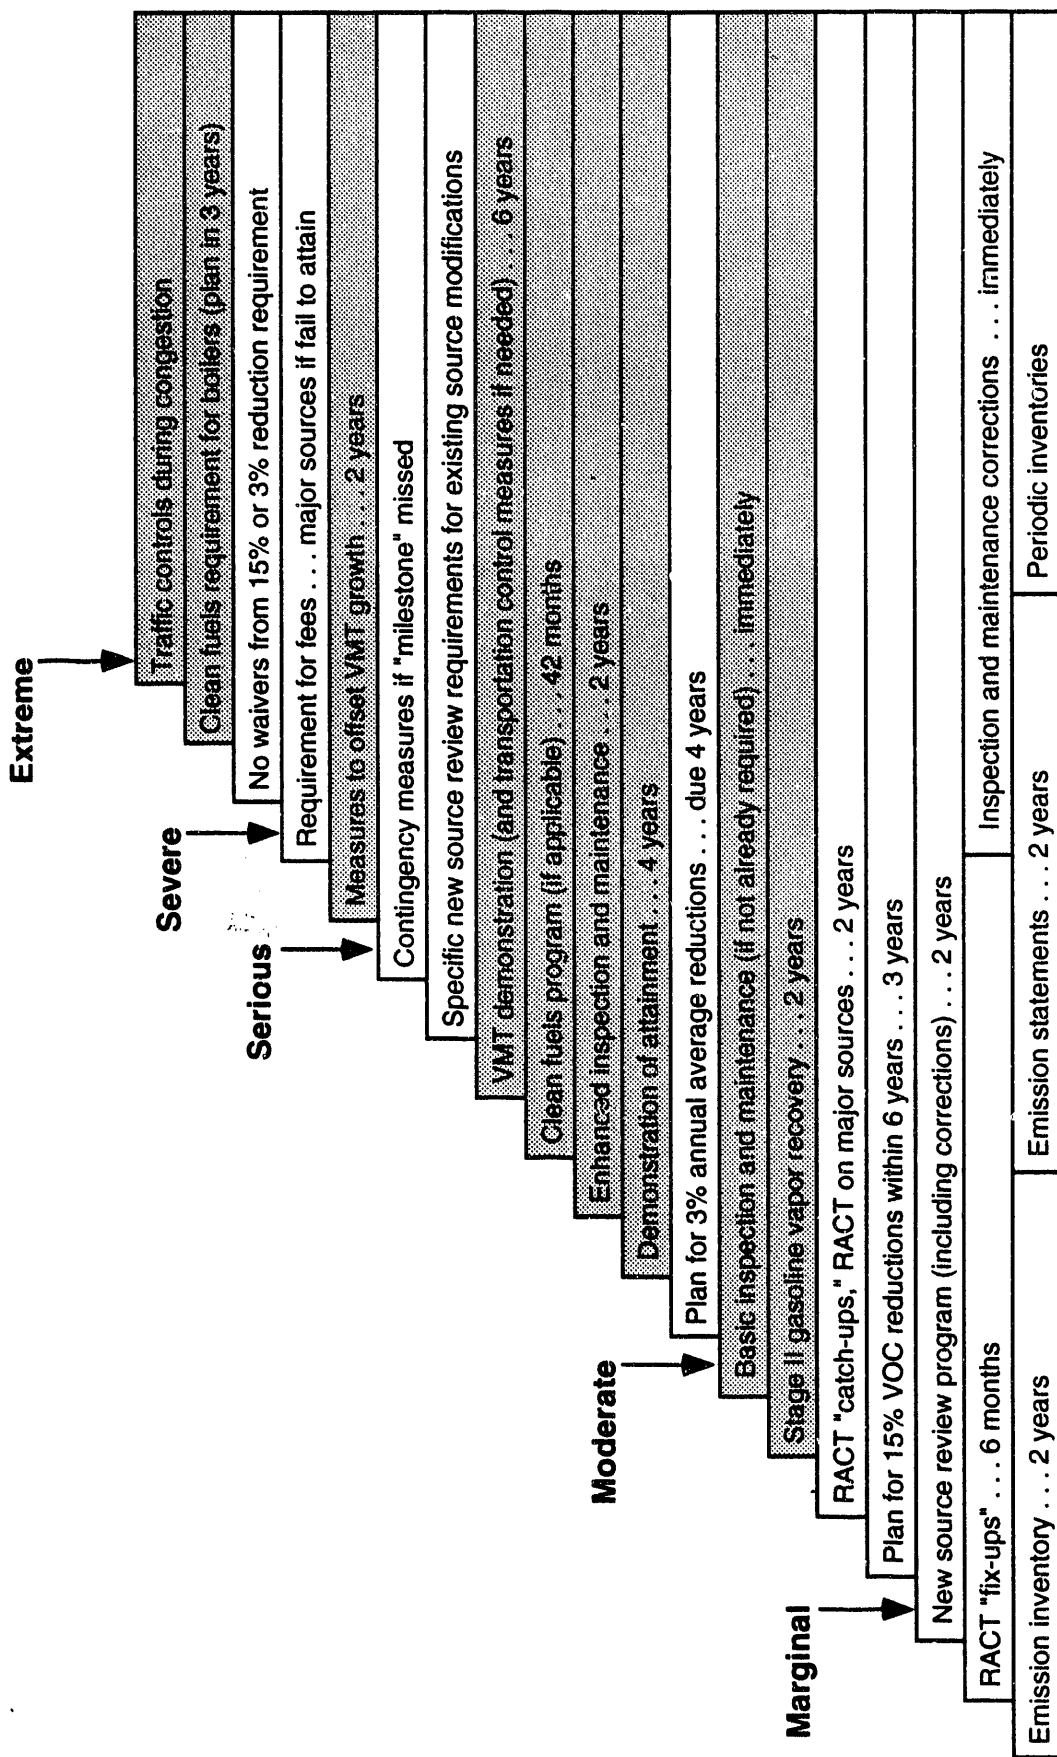 Extreme
Traffic controls during congestion
Clean fuels requirement for boilers (plan in 3 years)
Severe
No waivers from 15% or 3% reduction requirement
Requirement for fees . . . major sources if fail to attain
Measures to offset VMT growth . . . 2 years
Serious
Contingency measures if "milestone" missed
Specific new source review requirements for existing source modifications
VMT demonstration (and transportation control measures if needed) . . . 6 years
Clean fuels program (if applicable) . . . 42 months
Enhanced inspection and maintenance . . . 2 years
Demonstration of attainment . . . 4 years
Plan for 3% annual average reductions . . . due 4 years
Moderate
Basic inspection and maintenance (if not already required) . . . immediately
Stage II gasoline vapor recovery . . . 2 years
RACT "catch-ups," RACT on major sources . . . 2 years
Plan for 15% VOC reductions within 6 years . . . 3 years
Marginal
New source review program (including corrections) . . . 2 years
RACT "fix-ups" . . . 6 months
Inspection and maintenance corrections . . . immediately
Emission inventory . . . 2 years
Emission statements . . . 2 years
Periodic inventories